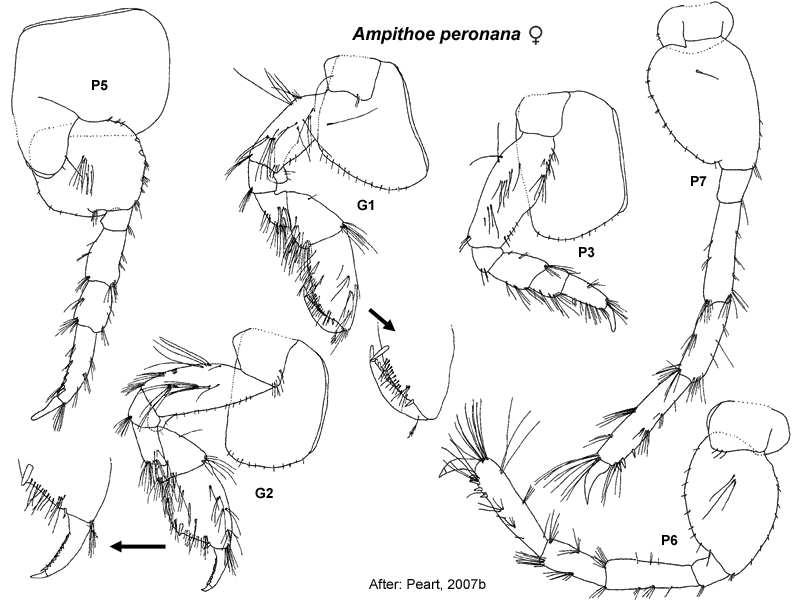 Ampithoe peronana ♀
P5
G1
P3
P7
G2
P6
After: Peart, 2007b